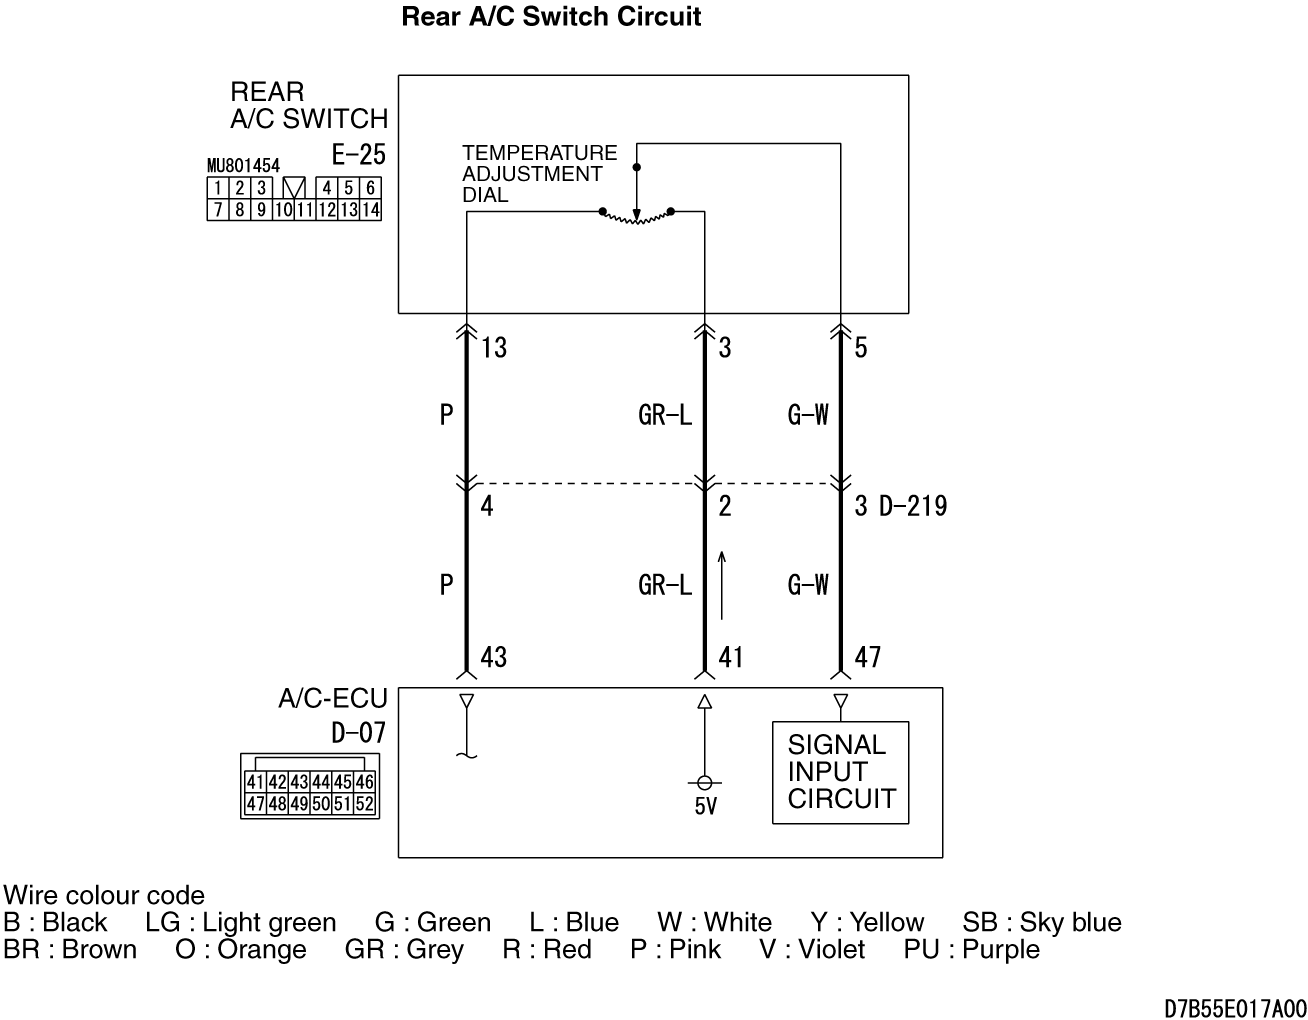 Rear A/C Switch Circuit
REAR
A/C SWITCH
E-25
MU801454
1 2 3 4 5 6
7 8 9 10 11 12 13 14
TEMPERATURE
ADJUSTMENT
DIAL
13 3 5
P GR-L G-W
4 2 3 D-219
P GR-L G-W
43 41 47
A/C-ECU
D-07
41 42 43 44 45 46
47 48 49 50 51 52
5V
SIGNAL
INPUT
CIRCUIT
Wire colour code
B : Black LG : Light green G : Green L : Blue W : White Y : Yellow SB : Sky blue
BR : Brown O : Orange GR : Grey R : Red P : Pink V : Violet PU : Purple
D7B55E017A00